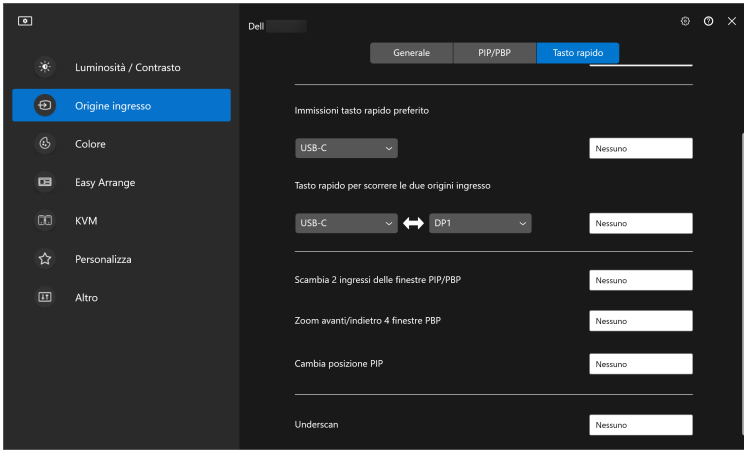 Dell
Generale PIP/PBP Tasto rapido
Luminosità / Contrasto
Origine ingresso
Colore
Easy Arrange
KVM
Personalizza
Altro
Immissioni tasto rapido preferito
USB-C Nessuno
Tasto rapido per scorrere le due origini ingresso
USB-C DP1 Nessuno
Scambia 2 ingressi delle finestre PIP/PBP Nessuno
Zoom avanti/indietro 4 finestre PBP Nessuno
Cambia posizione PIP Nessuno
Underscan Nessuno